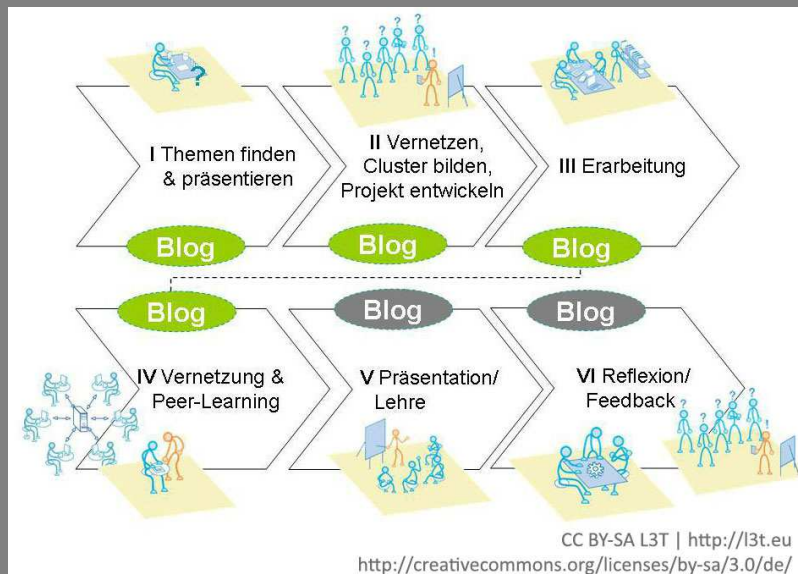 I Themen finden
& präsentieren
II Vernetzen,
Cluster bilden,
Projekt entwickeln
III Erarbeitung
Blog
Blog
Blog
Blog
Blog
Blog
IV Vernetzung &
Peer-Learning
V Präsentation/
Lehre
VI Reflexion/
Feedback
CC BY-SA L3T | http://l3t.eu
http://creativecommons.org/licenses/by-sa/3.0/de/